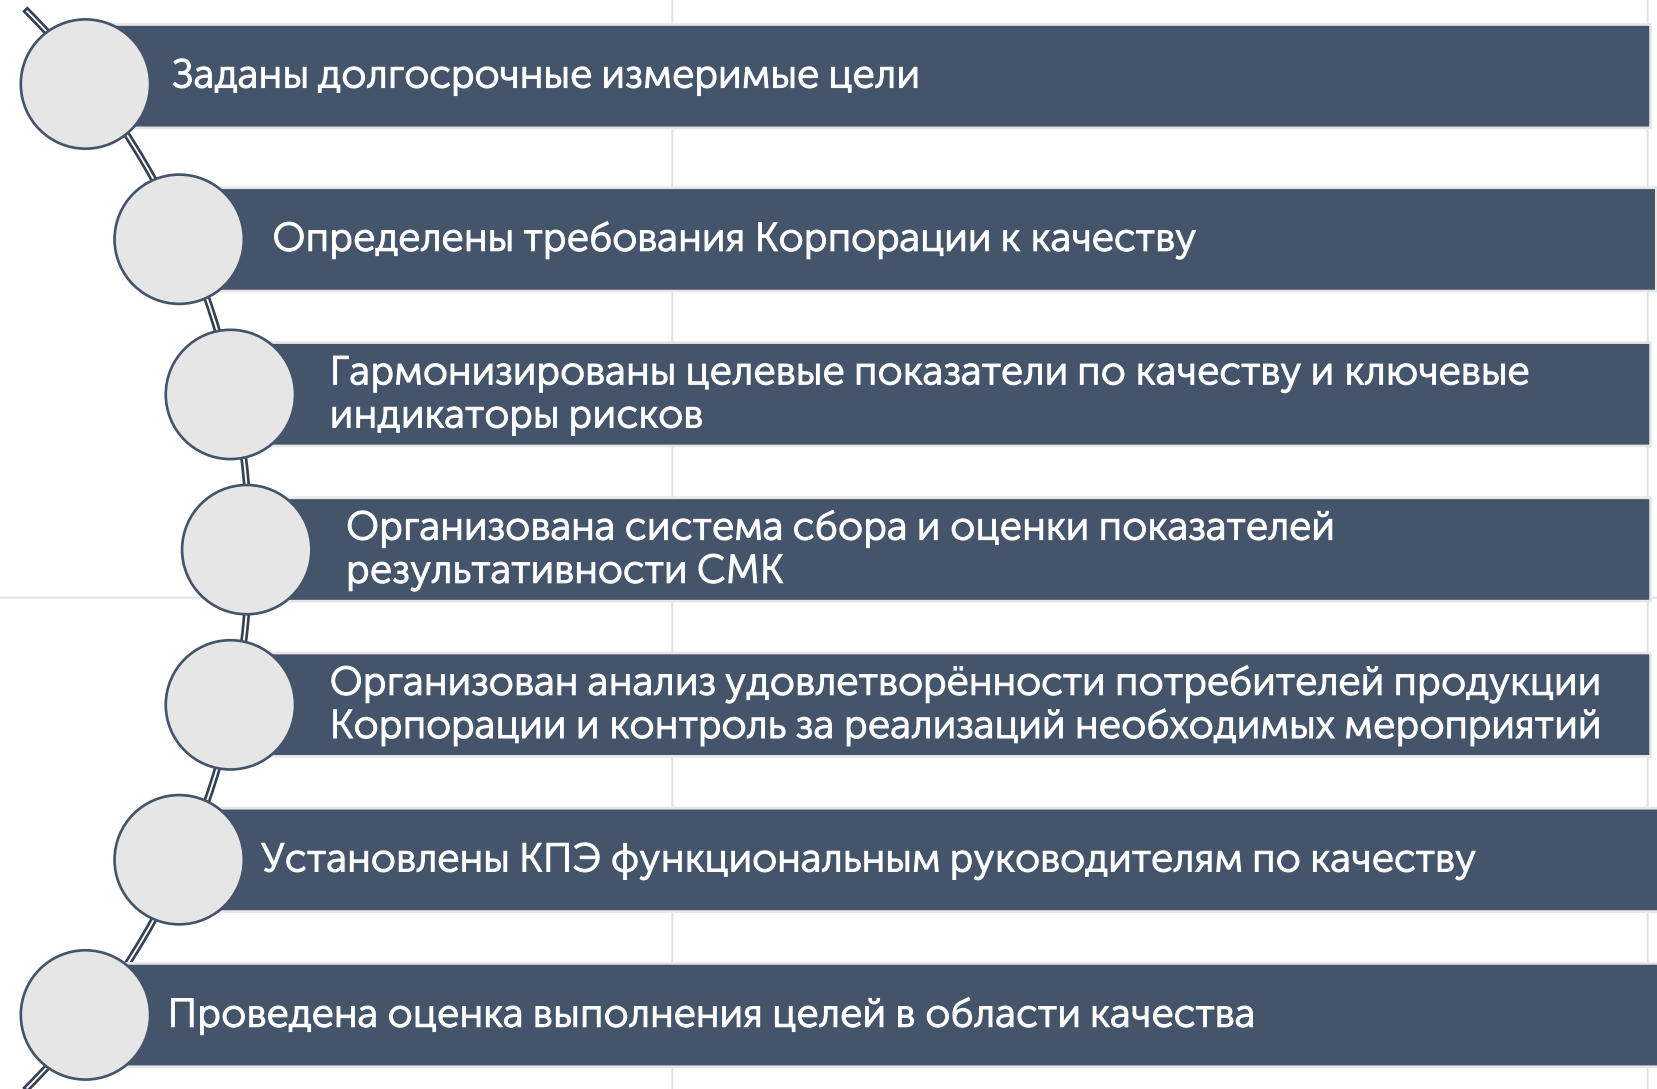 Заданы долгосрочные измеримые цели
Определены требования Корпорации к качеству
Гармонизированы целевые показатели по качеству и ключевые
индикаторы рисков
Организована система сбора и оценки показателей
результативности СМК
Организован анализ удовлетворённости потребителей продукции
Корпорации и контроль за реализаций необходимых мероприятий
Установлены КПЭ функциональным руководителям по качеству
Проведена оценка выполнения целей в области качества